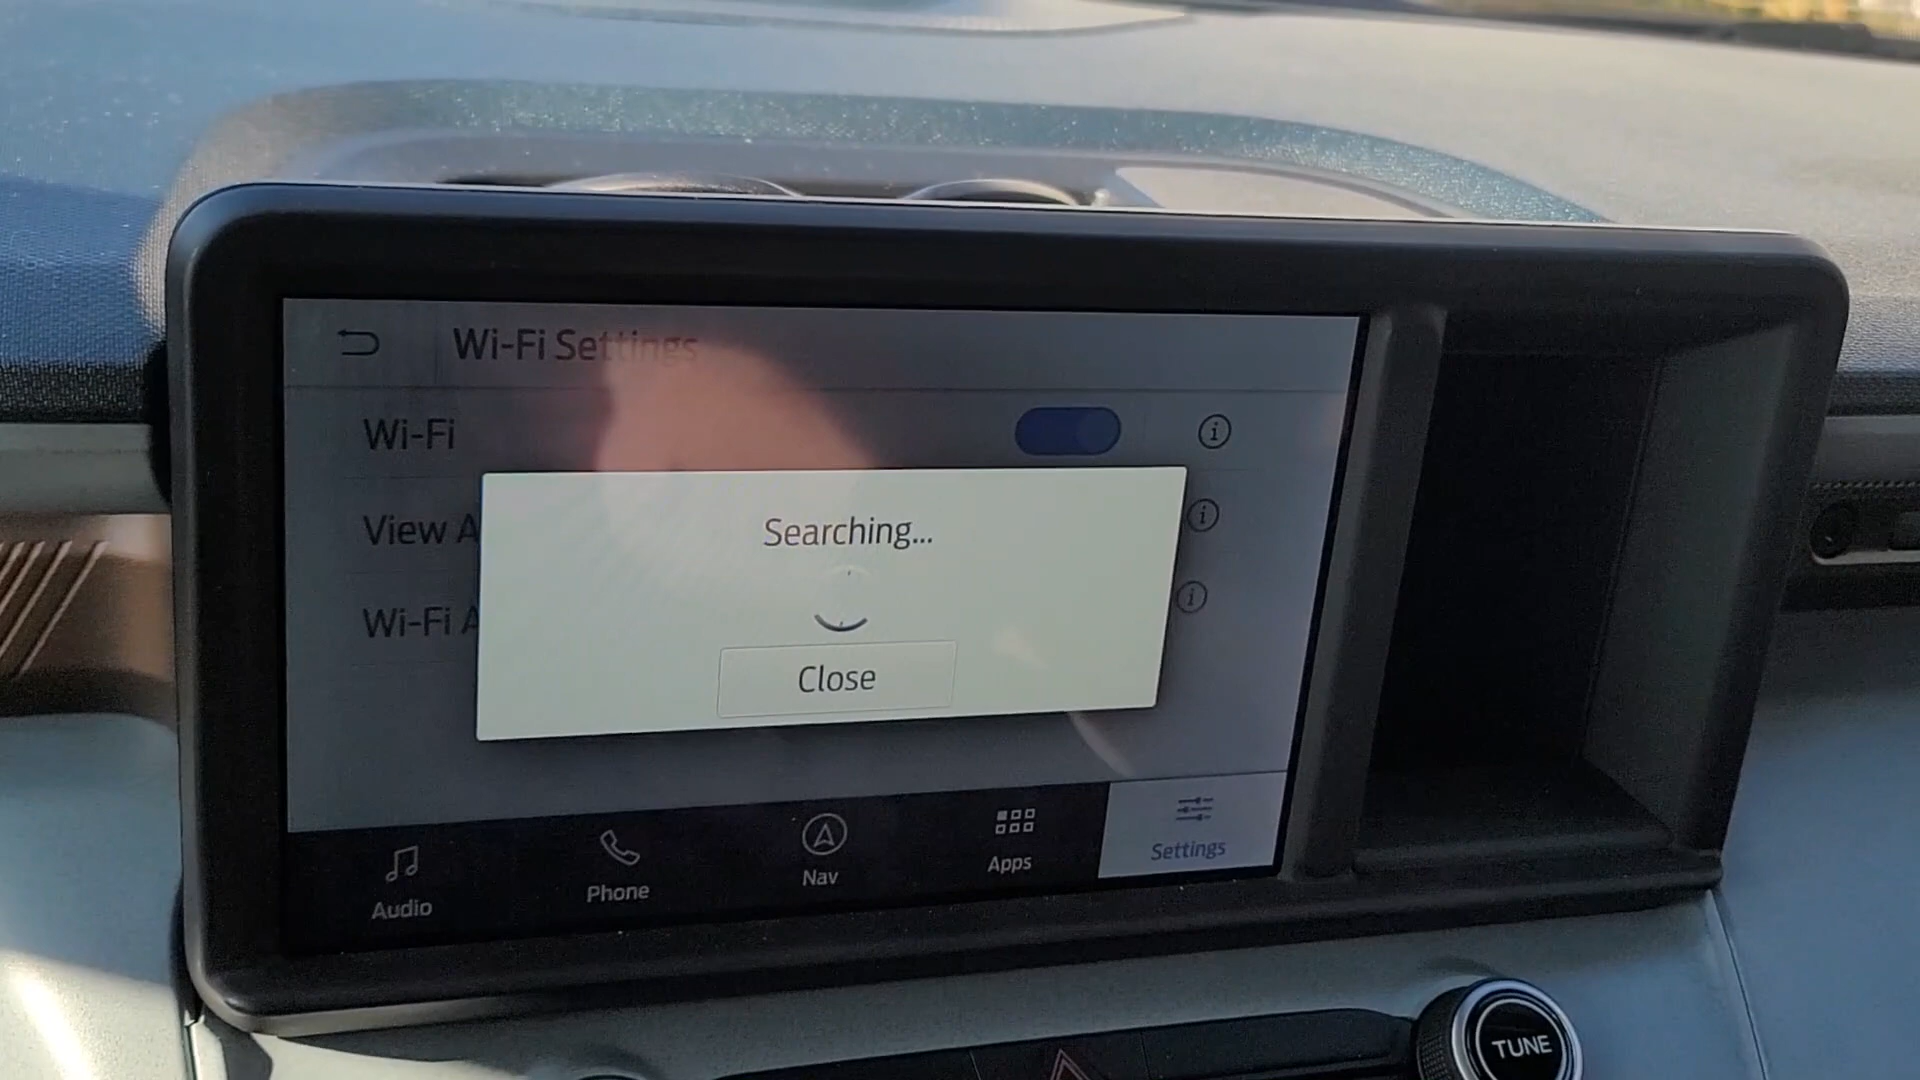 Wi-Fi Settings
Wi-Fi
View A
Wi-Fi A
Searching...
Close
Audio
Phone
Nav
Apps
Settings
TUNE